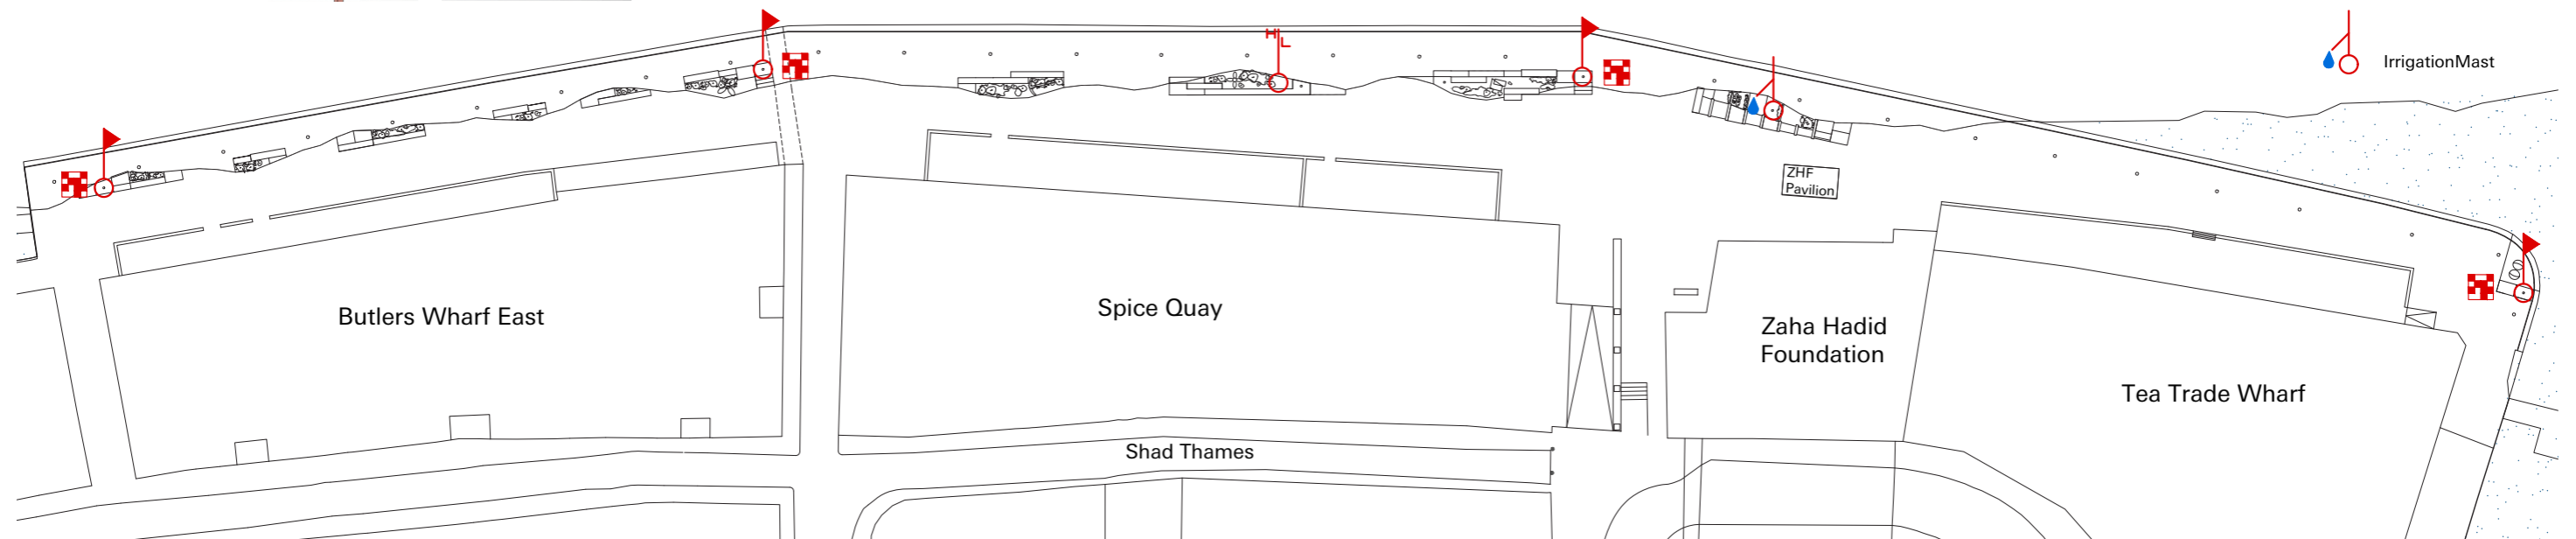 H
L
IrrigationMast
ZHF
Pavilion
Butlers Wharf East
Spice Quay
Zaha Hadid
Foundation
Tea Trade Wharf
Shad Thames